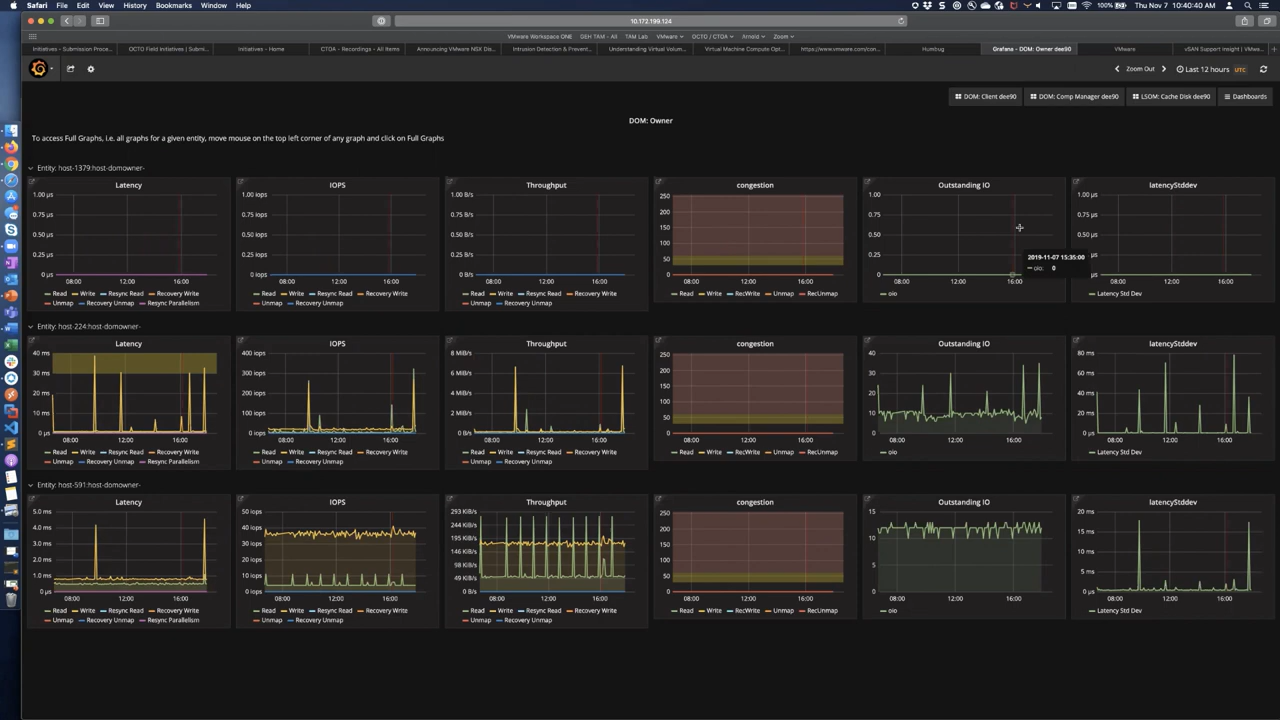 Safari File Edit View History Bookmarks Window Help 100% Thu Nov 7 10:40:40 AM
10.172.199.124
VMware Workspace ONE GEH TAM - All TAM Lab VMware OCTO / CTOA Arnold Zoom
Initiatives - Submission Proce... OCTO Field Initiatives | Submi... Initiatives - Home CTOA - Recordings - All Items Announcing VMware NSX Dis... Intrusion Detection & Prevent... Understanding Virtual Volum... Virtual Machine Compute Opt... https://www.vmware.com/con... Humbug Grafana - DOM: Owner dee90 VMware vSAN Support Insight | VMwa...
Zoom Out Last 12 hours UTC
DOM: Client dee90 DOM: Comp Manager dee90 LSOM: Cache Disk dee90 Dashboards
DOM: Owner
To access Full Graphs, i.e. all graphs for a given entity, move mouse on the top left corner of any graph and click on Full Graphs
Entity: host-1379:host-domowner-
Latency IOPS Throughput congestion Outstanding IO latencyStddev
1.00 µs 1.00 iops 1.00 B/s 250 1.00 1.00 µs
0.75 µs 0.75 iops 0.75 B/s 200 0.75 0.75 µs
0.50 µs 0.50 iops 0.50 B/s 150 0.50 0.50 µs
0.25 µs 0.25 iops 0.25 B/s 100 0.25
50
0 µs 0 iops 0 B/s 0 0 µs
2019-11-07 15:35:00
oio: 0
08:00 12:00 16:00 08:00 12:00 16:00 08:00 12:00 16:00 08:00 12:00 16:00 08:00 12:00 16:00 08:00 12:00 16:00
Read Write Resync Read Recovery Write Read Write Resync Read Recovery Write Read Write Resync Read Recovery Write Read Write RecWrite Unmap RecUnmap oio Latency Std Dev
Unmap Recovery Unmap Resync Parallelism Unmap Recovery Unmap Unmap Recovery Unmap
Entity: host-224:host-domowner-
Latency IOPS Throughput congestion Outstanding IO latencyStddev
40 ms 400 iops 8 MiB/s 250 40 80 ms
30 ms 300 iops 6 MiB/s 200 30 60 ms
20 ms 200 iops 4 MiB/s 150 20 40 ms
10 ms 100 iops 2 MiB/s 100 10 20 ms
50
0 µs 0 iops 0 B/s 0 0 0 µs
08:00 12:00 16:00 08:00 12:00 16:00 08:00 12:00 16:00 08:00 12:00 16:00 08:00 12:00 16:00 08:00 12:00 16:00
Read Write Resync Read Recovery Write Read Write Resync Read Recovery Write Read Write Resync Read Recovery Write Read Write RecWrite Unmap RecUnmap oio Latency Std Dev
Unmap Recovery Unmap Resync Parallelism Unmap Recovery Unmap Unmap Recovery Unmap
Entity: host-591:host-domowner-
Latency IOPS Throughput congestion Outstanding IO latencyStddev
5.0 ms 50 iops 293 KiB/s 250 15 20 ms
4.0 ms 40 iops 244 KiB/s 200 15 ms
3.0 ms 30 iops 195 KiB/s 150 10 10 ms
2.0 ms 20 iops 146 KiB/s 100 5 5 ms
1.0 ms 10 iops 98 KiB/s 50
49 KiB/s
0 µs 0 iops 0 B/s 0 0 0 µs
08:00 12:00 16:00 08:00 12:00 16:00 08:00 12:00 16:00 08:00 12:00 16:00 08:00 12:00 16:00 08:00 12:00 16:00
Read Write Resync Read Recovery Write Read Write Resync Read Recovery Write Read Write Resync Read Recovery Write Read Write RecWrite Unmap RecUnmap oio Latency Std Dev
Unmap Recovery Unmap Resync Parallelism Unmap Recovery Unmap Unmap Recovery Unmap